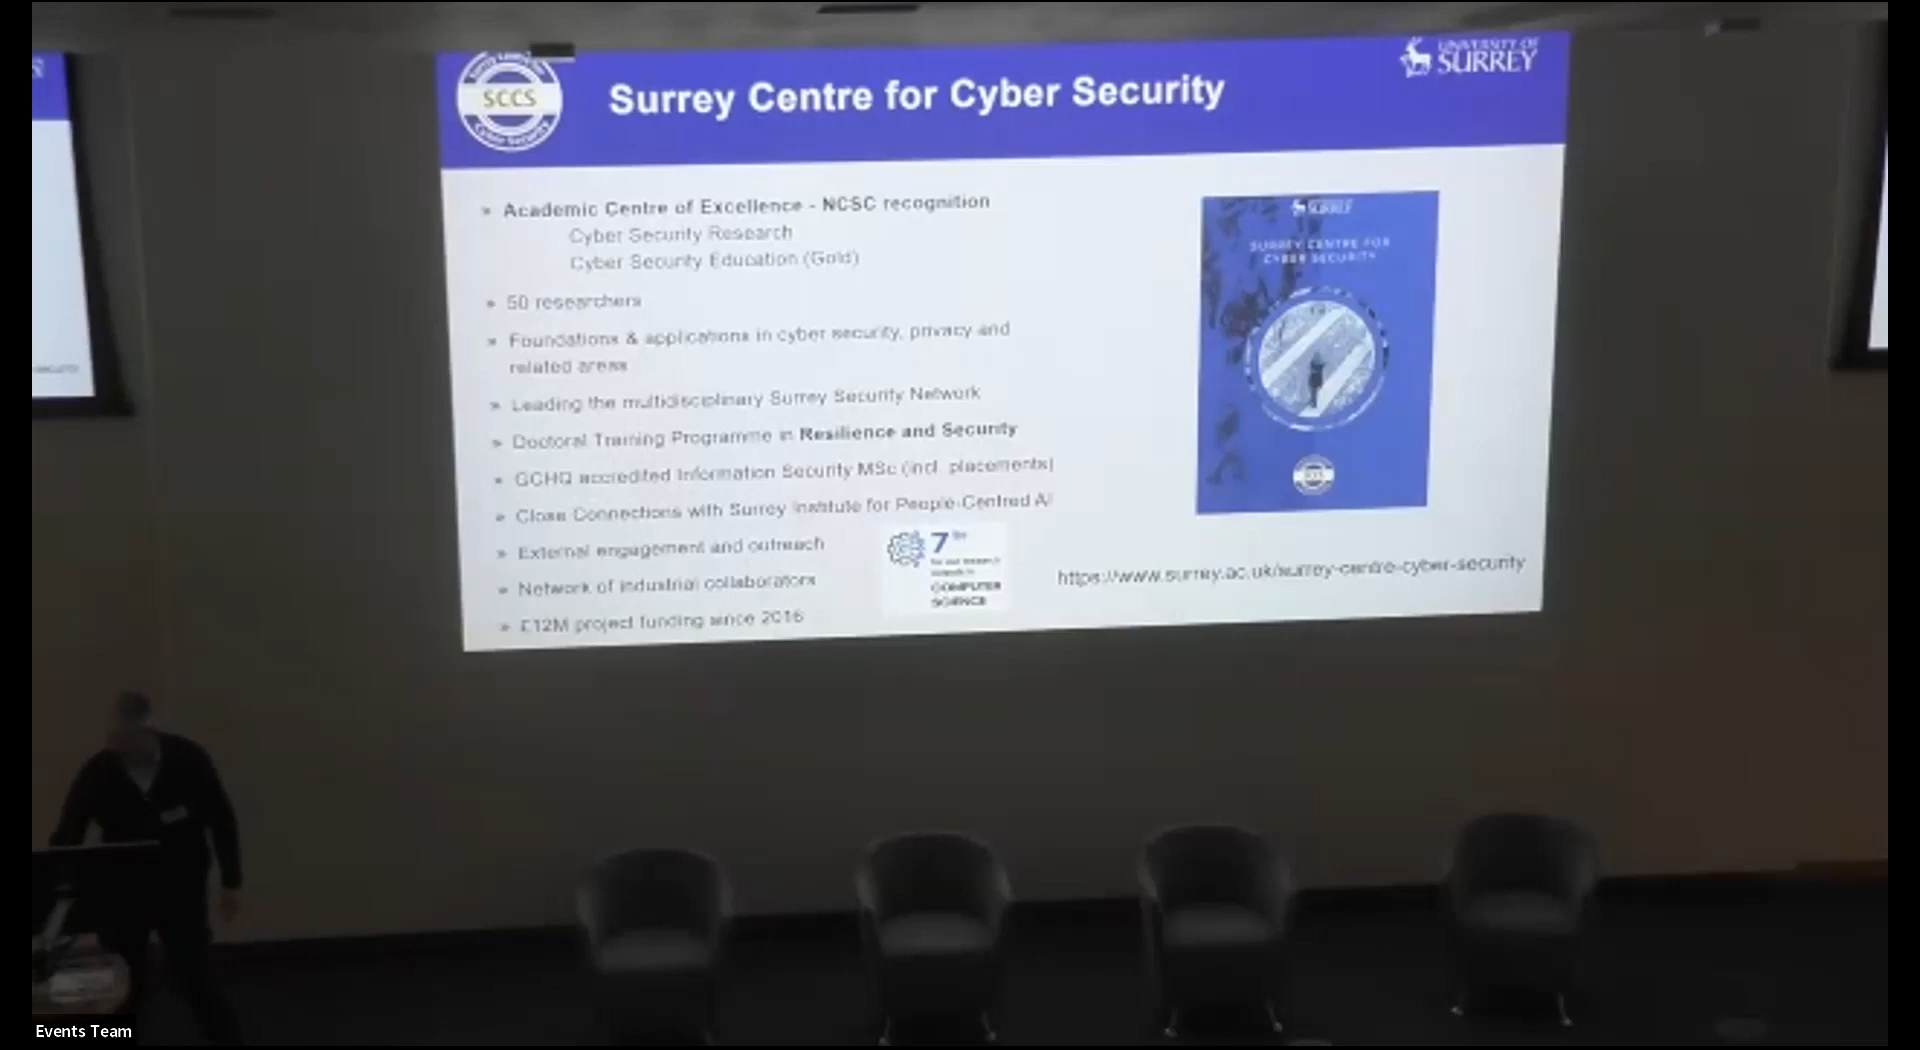 Surrey Centre for Cyber Security
SCCS
Cyber Security
UNIVERSITY OF
SURREY
» Academic Centre of Excellence - NCSC recognition
Cyber Security Research
Cyber Security Education (Gold)
» 50 researchers
» Foundations & applications in cyber security, privacy and
related areas
» Leading the multidisciplinary Surrey Security Network
» Doctoral Training Programme in Resilience and Security
» GCHQ accredited Information Security MSc (incl. placements)
» Close Connections with Surrey Institute for People-Centred AI
» External engagement and outreach
» Network of industrial collaborators
» £12M project funding since 2016
7th
COMPUTER
SCIENCE
SURREY
SURREY CENTRE FOR
CYBER SECURITY
https://www.surrey.ac.uk/surrey-centre-cyber-security
Events Team